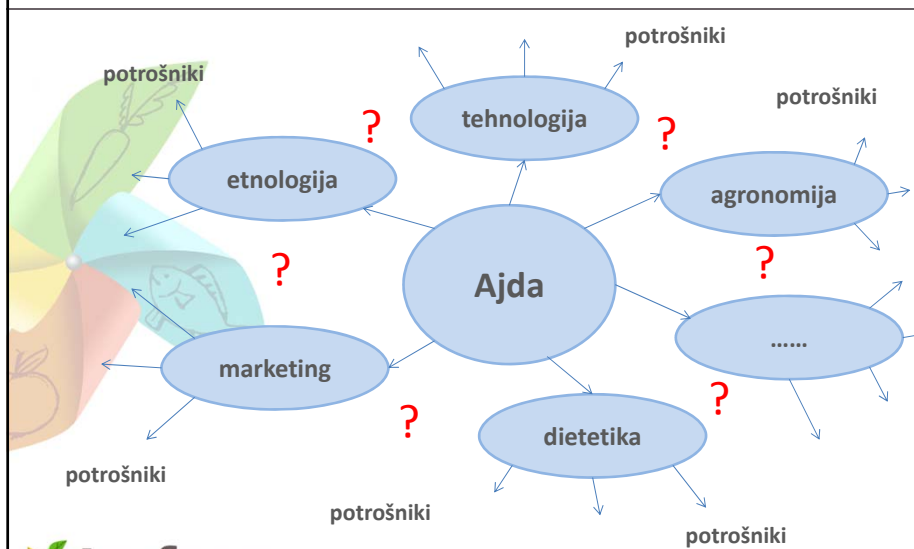 potrošniki
potrošniki
tehnologija
potrošniki
?
?
etnologija
agronomija
?
?
Ajda
......
marketing
?
?
dietetika
potrošniki
potrošniki
potrošniki